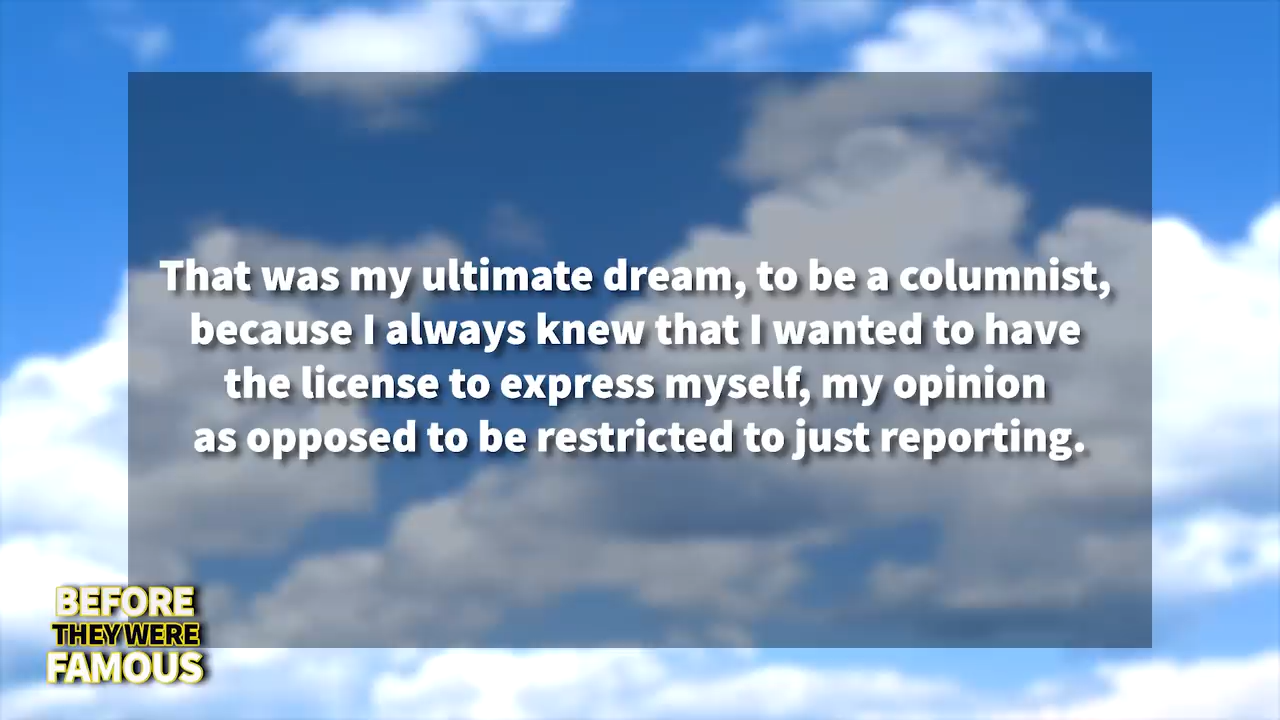 That was my ultimate dream, to be a columnist,
because I always knew that I wanted to have
the license to express myself, my opinion
as opposed to be restricted to just reporting.
BEFORE
THEY WERE
FAMOUS